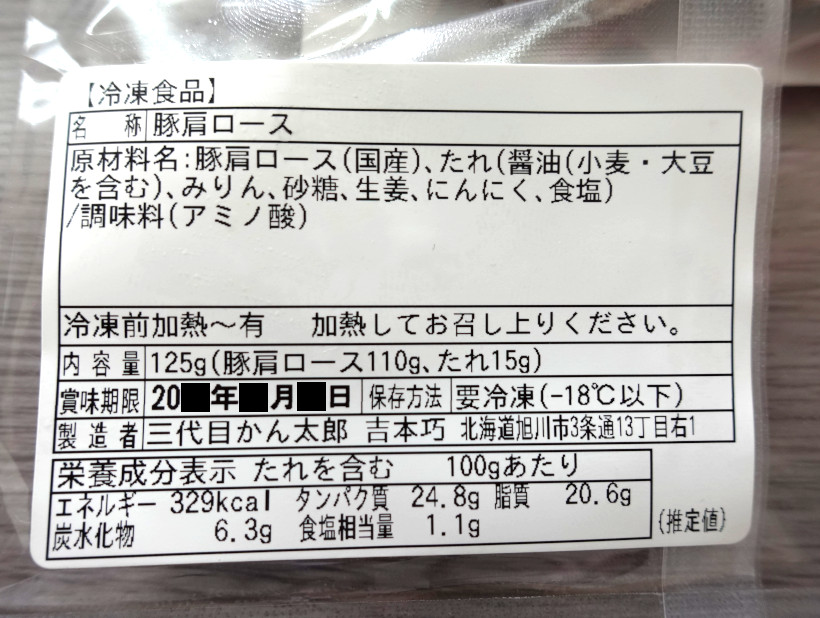 【冷凍食品】
名 称 豚肩ロース
原材料名:豚肩ロース(国産)、たれ(醤油(小麦・大豆
を含む)、みりん、砂糖、生姜、にんにく、食塩)
/調味料(アミノ酸)
冷凍前加熱～有 加熱してお召し上りください。
内容量 125g(豚肩ロース110g、たれ15g)
賞味期限 20 年 月 日 保存方法 要冷凍(-18℃以下)
製造者 三代目かん太郎 吉本巧 北海道旭川市3条通13丁目右1
栄養成分表示 たれを含む 100gあたり
エネルギー 329kcal タンパク質 24.8g 脂質 20.6g
炭水化物 6.3g 食塩相当量 1.1g
(推定値)